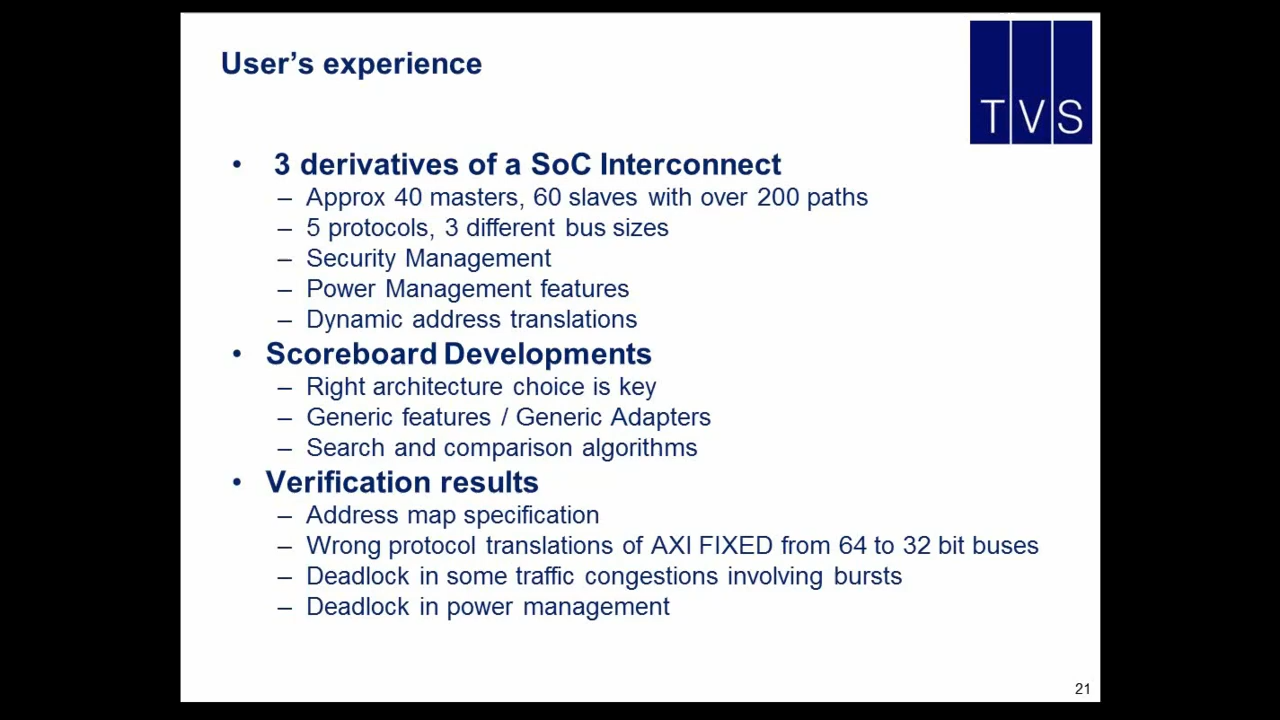 User's experience
TVS
• 3 derivatives of a SoC Interconnect
– Approx 40 masters, 60 slaves with over 200 paths
– 5 protocols, 3 different bus sizes
– Security Management
– Power Management features
– Dynamic address translations
• Scoreboard Developments
– Right architecture choice is key
– Generic features / Generic Adapters
– Search and comparison algorithms
• Verification results
– Address map specification
– Wrong protocol translations of AXI FIXED from 64 to 32 bit buses
– Deadlock in some traffic congestions involving bursts
– Deadlock in power management
21